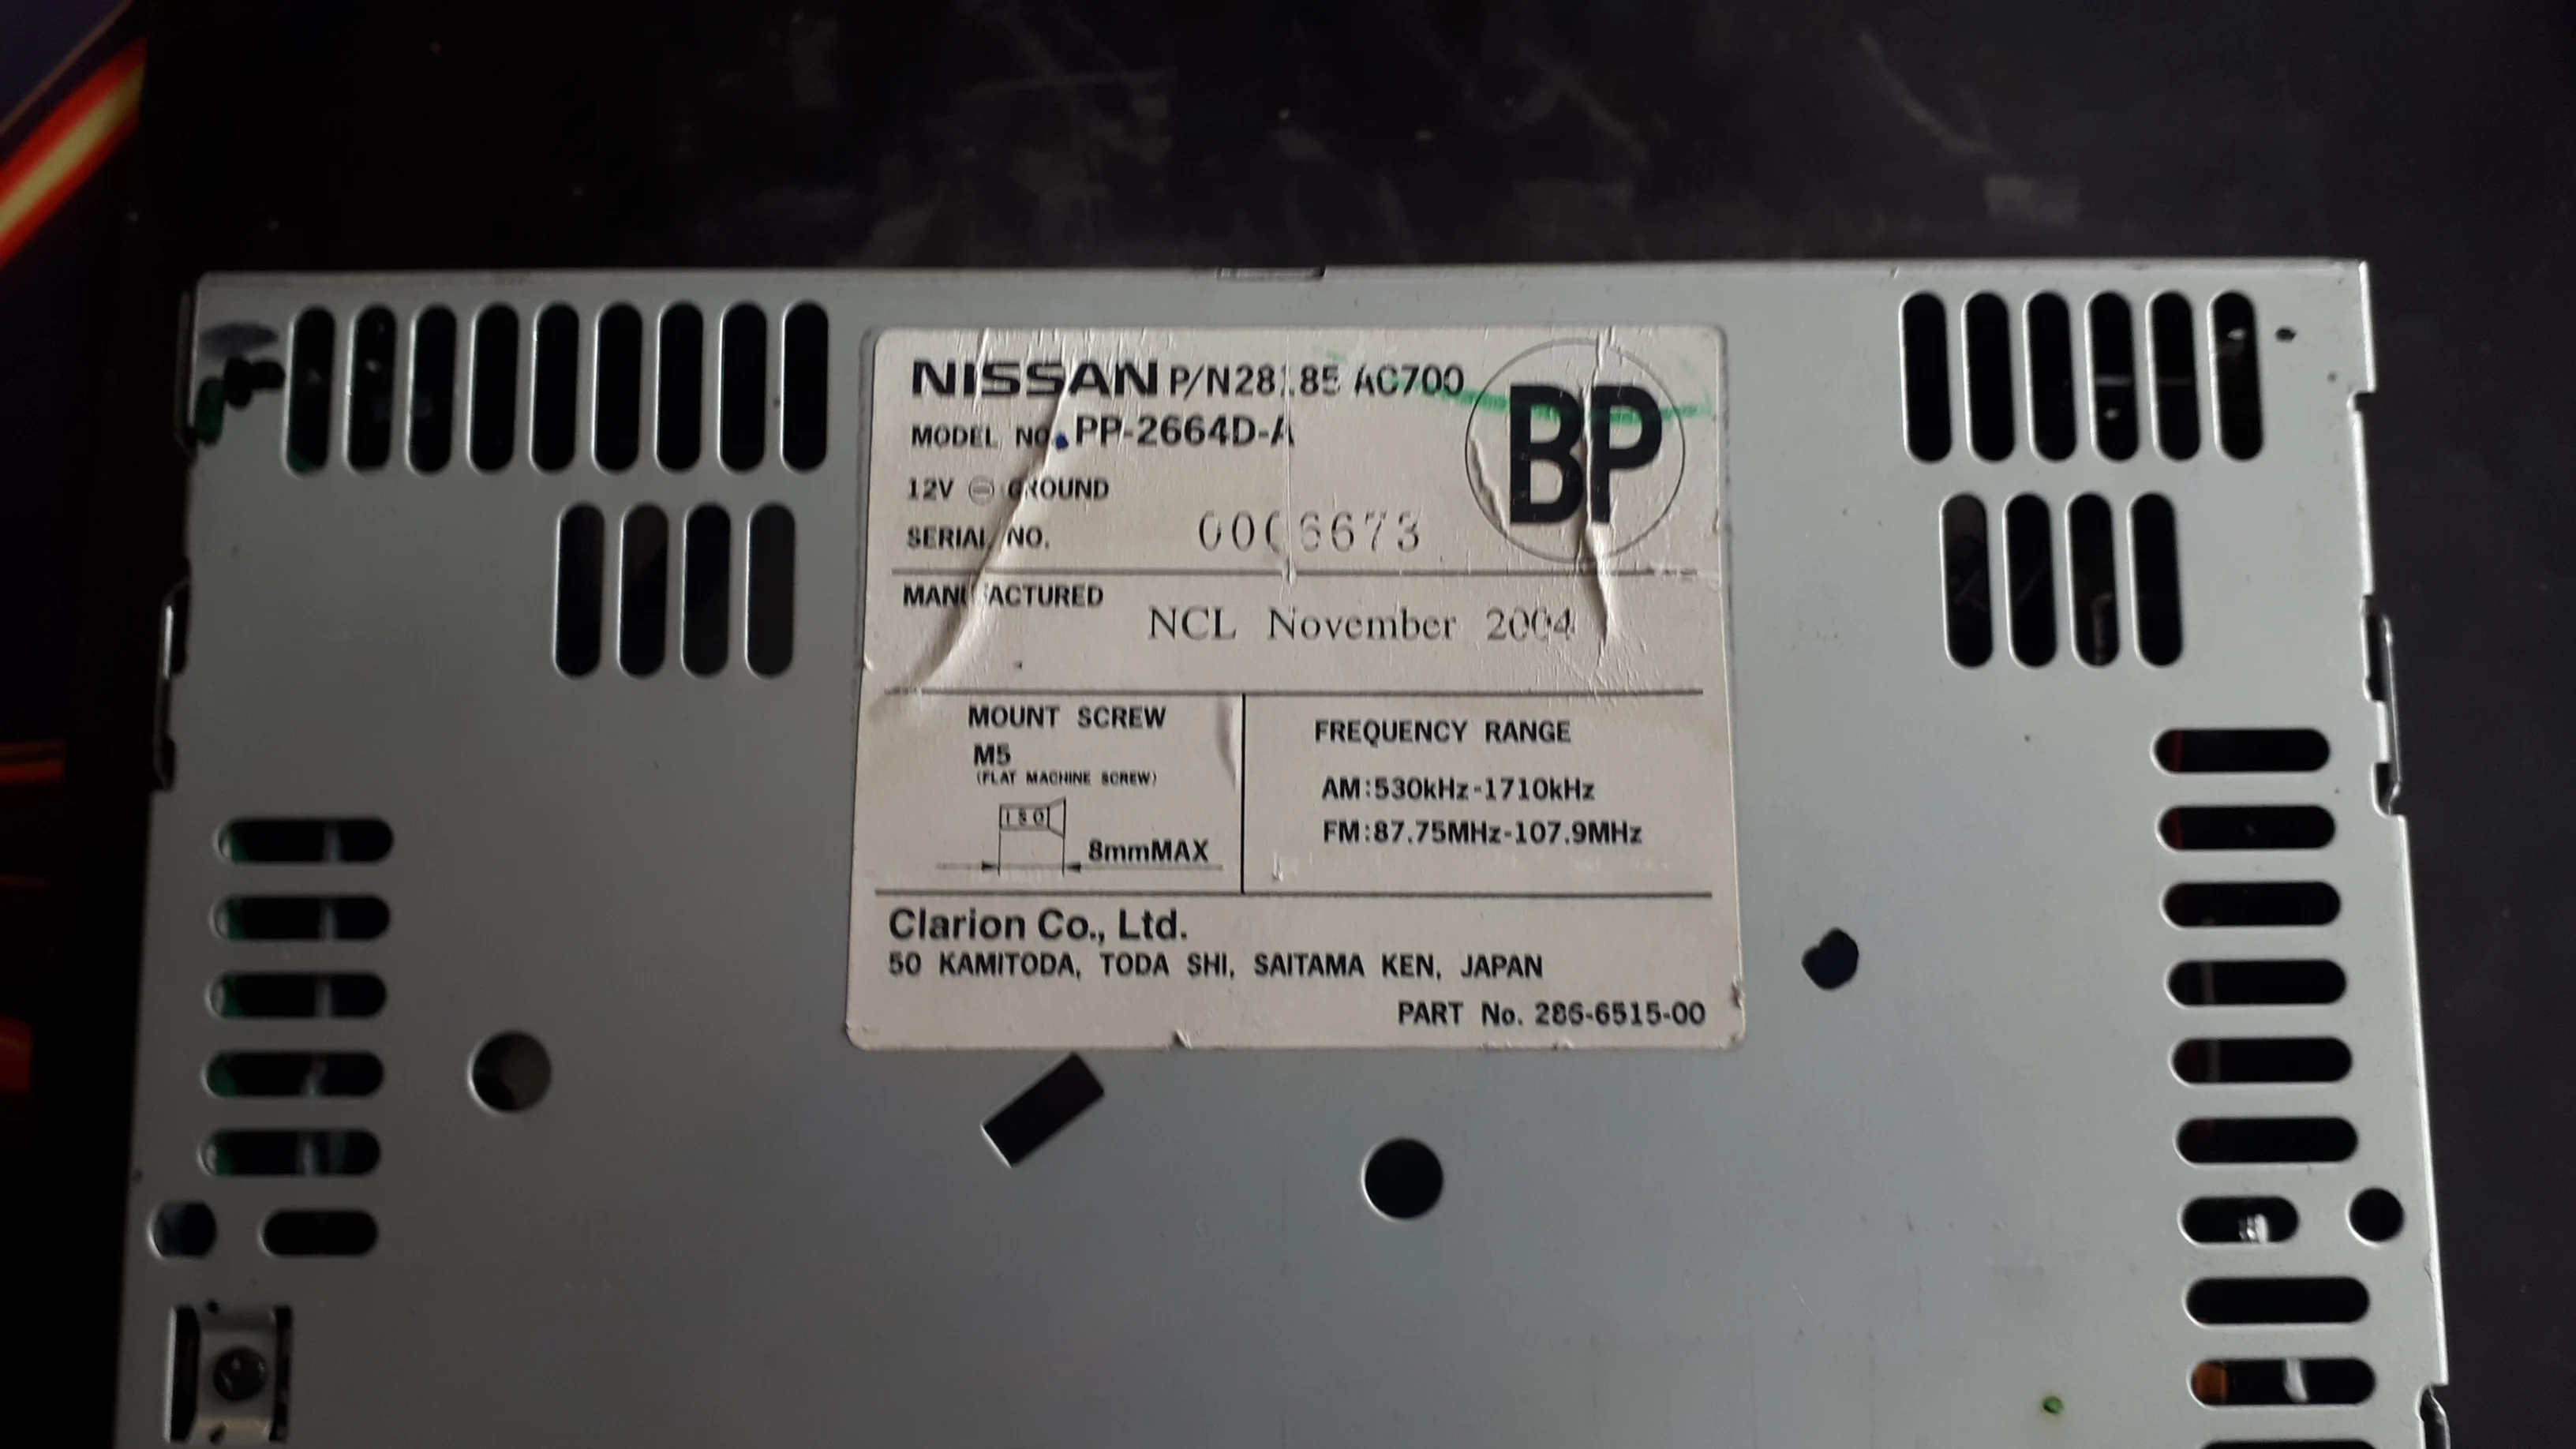 NISSAN P/N28185 AC700
BP
MODEL NO. PP-2664D-A
12V ⊖ GROUND
SERIAL NO. 0006673
MANUFACTURED
NCL November 2004
MOUNT SCREW
M5
(FLAT MACHINE SCREW)
ISO
8mmMAX
FREQUENCY RANGE
AM:530kHz-1710kHz
FM:87.75MHz-107.9MHz
Clarion Co., Ltd.
50 KAMITODA, TODA SHI, SAITAMA KEN, JAPAN
PART No. 286-6515-00